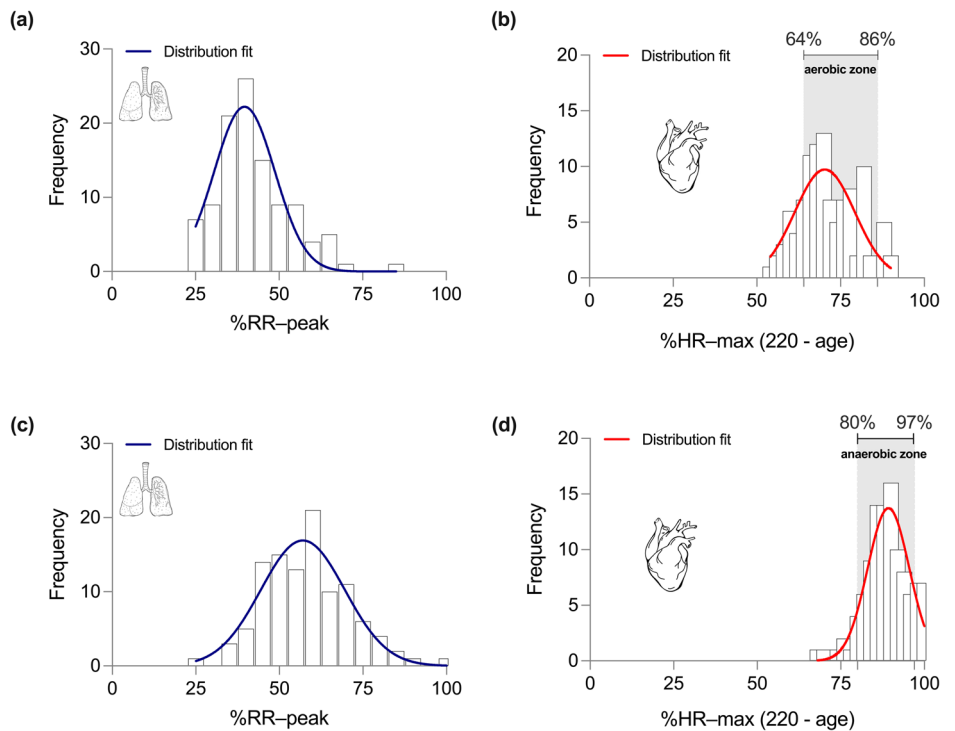 (a)
Distribution fit
30
20
10
0
Frequency
0 25 50 75 100
%RR–peak
(b)
64% 86%
aerobic zone
Distribution fit
20
15
10
5
0
Frequency
0 25 50 75 100
%HR–max (220 - age)
(c)
Distribution fit
30
20
10
0
Frequency
0 25 50 75 100
%RR–peak
(d)
80% 97%
anaerobic zone
Distribution fit
20
15
10
5
0
Frequency
0 25 50 75 100
%HR–max (220 - age)